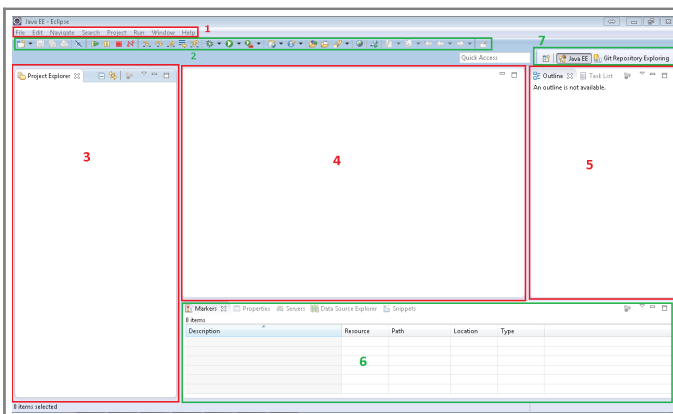 Java EE - Eclipse
File Edit Navigate Search Project Run Window Help
1
2
7
Quick Access
Java EE Git Repository Exploring
Project Explorer
Outline Task List
An outline is not available.
3
4
5
Markers Properties Servers Data Source Explorer Snippets
0 items
Description Resource Path Location Type
6
0 items selected